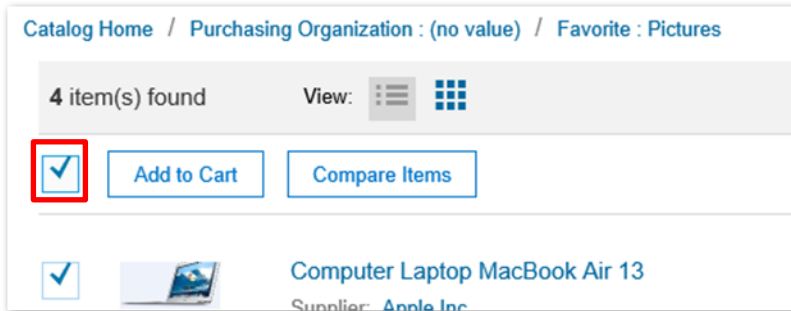 Catalog Home / Purchasing Organization : (no value) / Favorite : Pictures
4 item(s) found View:
Add to Cart Compare Items
Computer Laptop MacBook Air 13
Supplier: Apple Inc